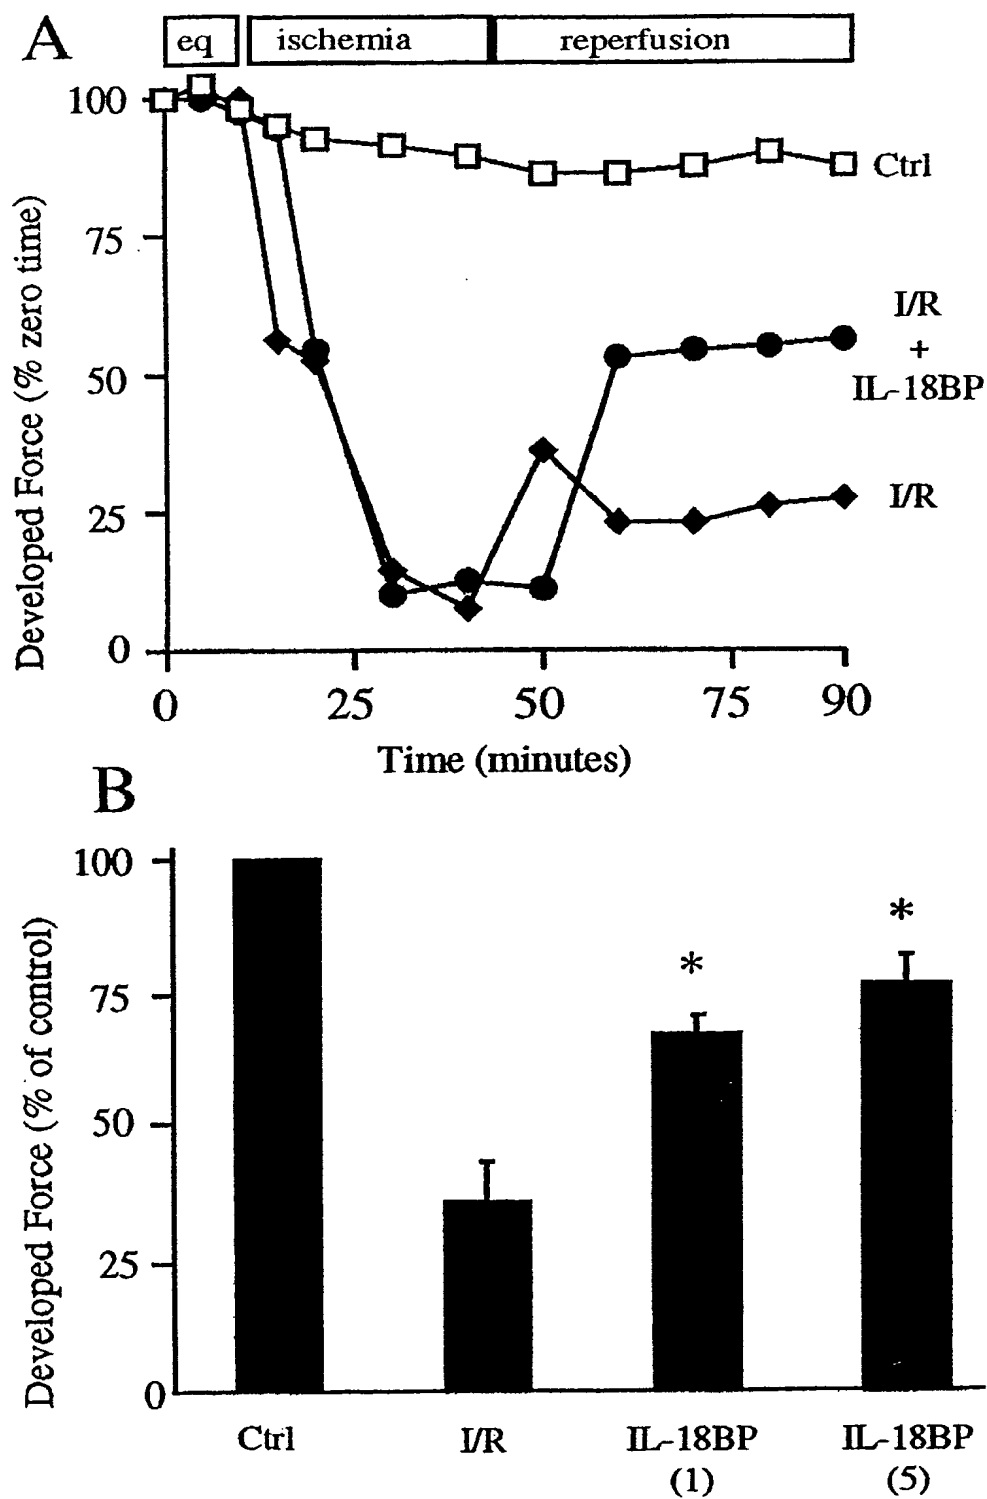 A
eq ischemia reperfusion
100
75
50
25
0
Developed Force (% zero time)
Ctrl
I/R
+
IL-18BP
I/R
0 25 50 75 90
Time (minutes)
B
100
75
50
25
0
Developed Force (% of control)
*
*
Ctrl I/R IL-18BP IL-18BP
(1) (5)